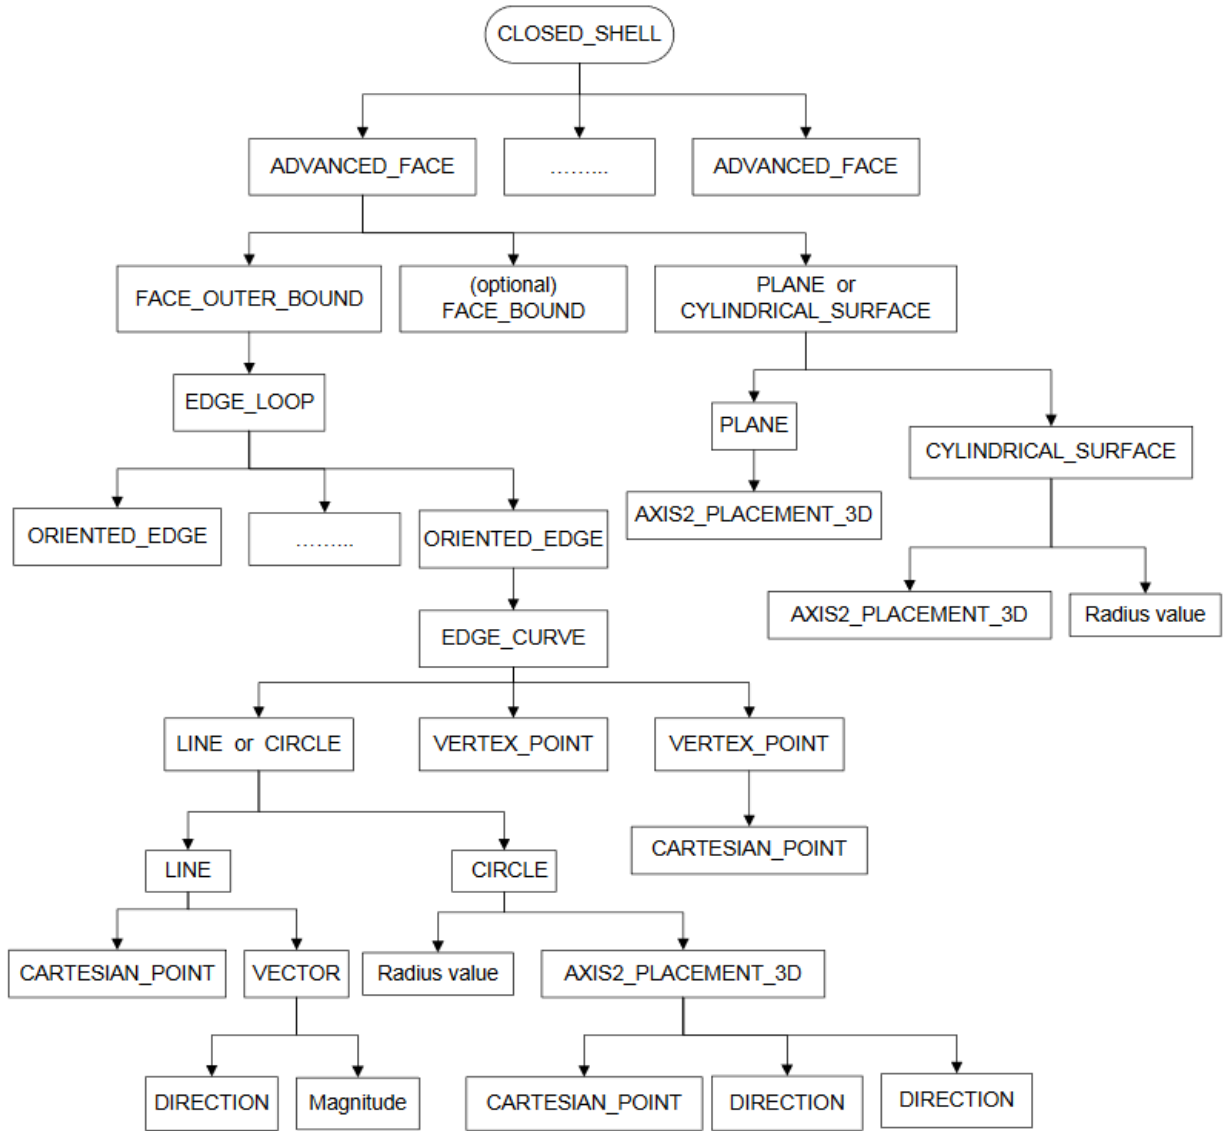 CLOSED_SHELL
ADVANCED_FACE
………..
ADVANCED_FACE
FACE_OUTER_BOUND
(optional)
FACE_BOUND
PLANE or
CYLINDRICAL_SURFACE
EDGE_LOOP
PLANE
CYLINDRICAL_SURFACE
ORIENTED_EDGE
………..
ORIENTED_EDGE
AXIS2_PLACEMENT_3D
AXIS2_PLACEMENT_3D
Radius value
EDGE_CURVE
LINE or CIRCLE
VERTEX_POINT
VERTEX_POINT
CARTESIAN_POINT
LINE
CIRCLE
CARTESIAN_POINT
VECTOR
Radius value
AXIS2_PLACEMENT_3D
DIRECTION
Magnitude
CARTESIAN_POINT
DIRECTION
DIRECTION